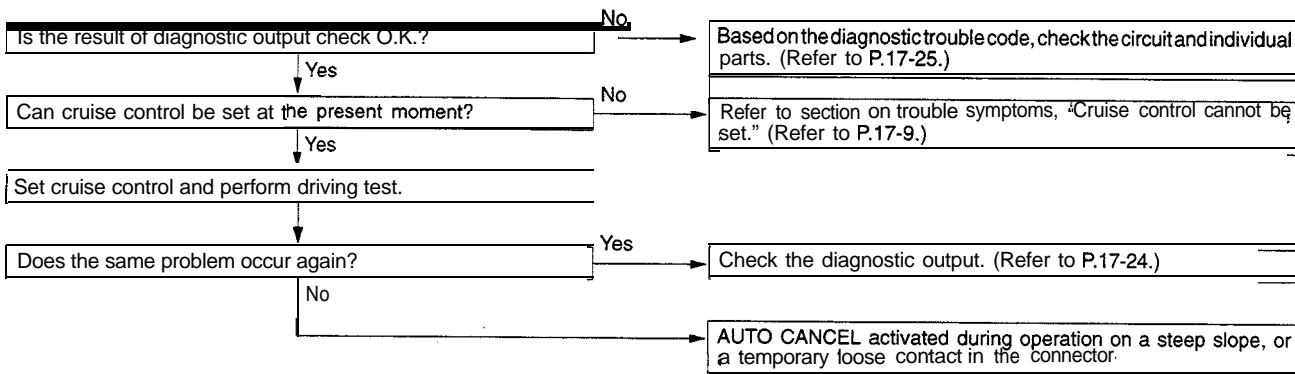 No
Is the result of diagnostic output check O.K.?
Based on the diagnostic trouble code, check the circuit and individual
parts. (Refer to P.17-25.)
Yes
Can cruise control be set at the present moment?
No
Refer to section on trouble symptoms, "Cruise control cannot be
set." (Refer to P.17-9.)
Yes
Set cruise control and perform driving test.
Does the same problem occur again?
Yes
Check the diagnostic output. (Refer to P.17-24.)
No
AUTO CANCEL activated during operation on a steep slope, or
a temporary loose contact in the connector.